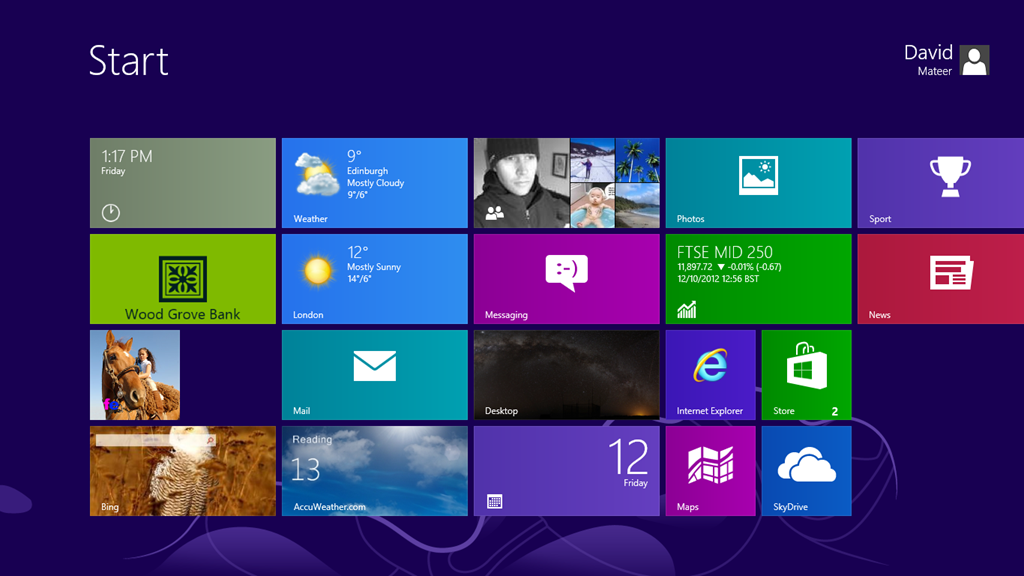 Start
David
Mateer
1:17 PM
Friday
9°
Edinburgh
Mostly Cloudy
9°/6°
Weather
Photos
Sport
Wood Grove Bank
12°
Mostly Sunny
14°/6°
London
:-)
Messaging
FTSE MID 250
11,897.72 ▼ -0.01% (-0.67)
12/10/2012 12:56 BST
News
Mail
Desktop
Internet Explorer
Store
2
Bing
Reading
13
AccuWeather.com
12
Friday
Maps
SkyDrive